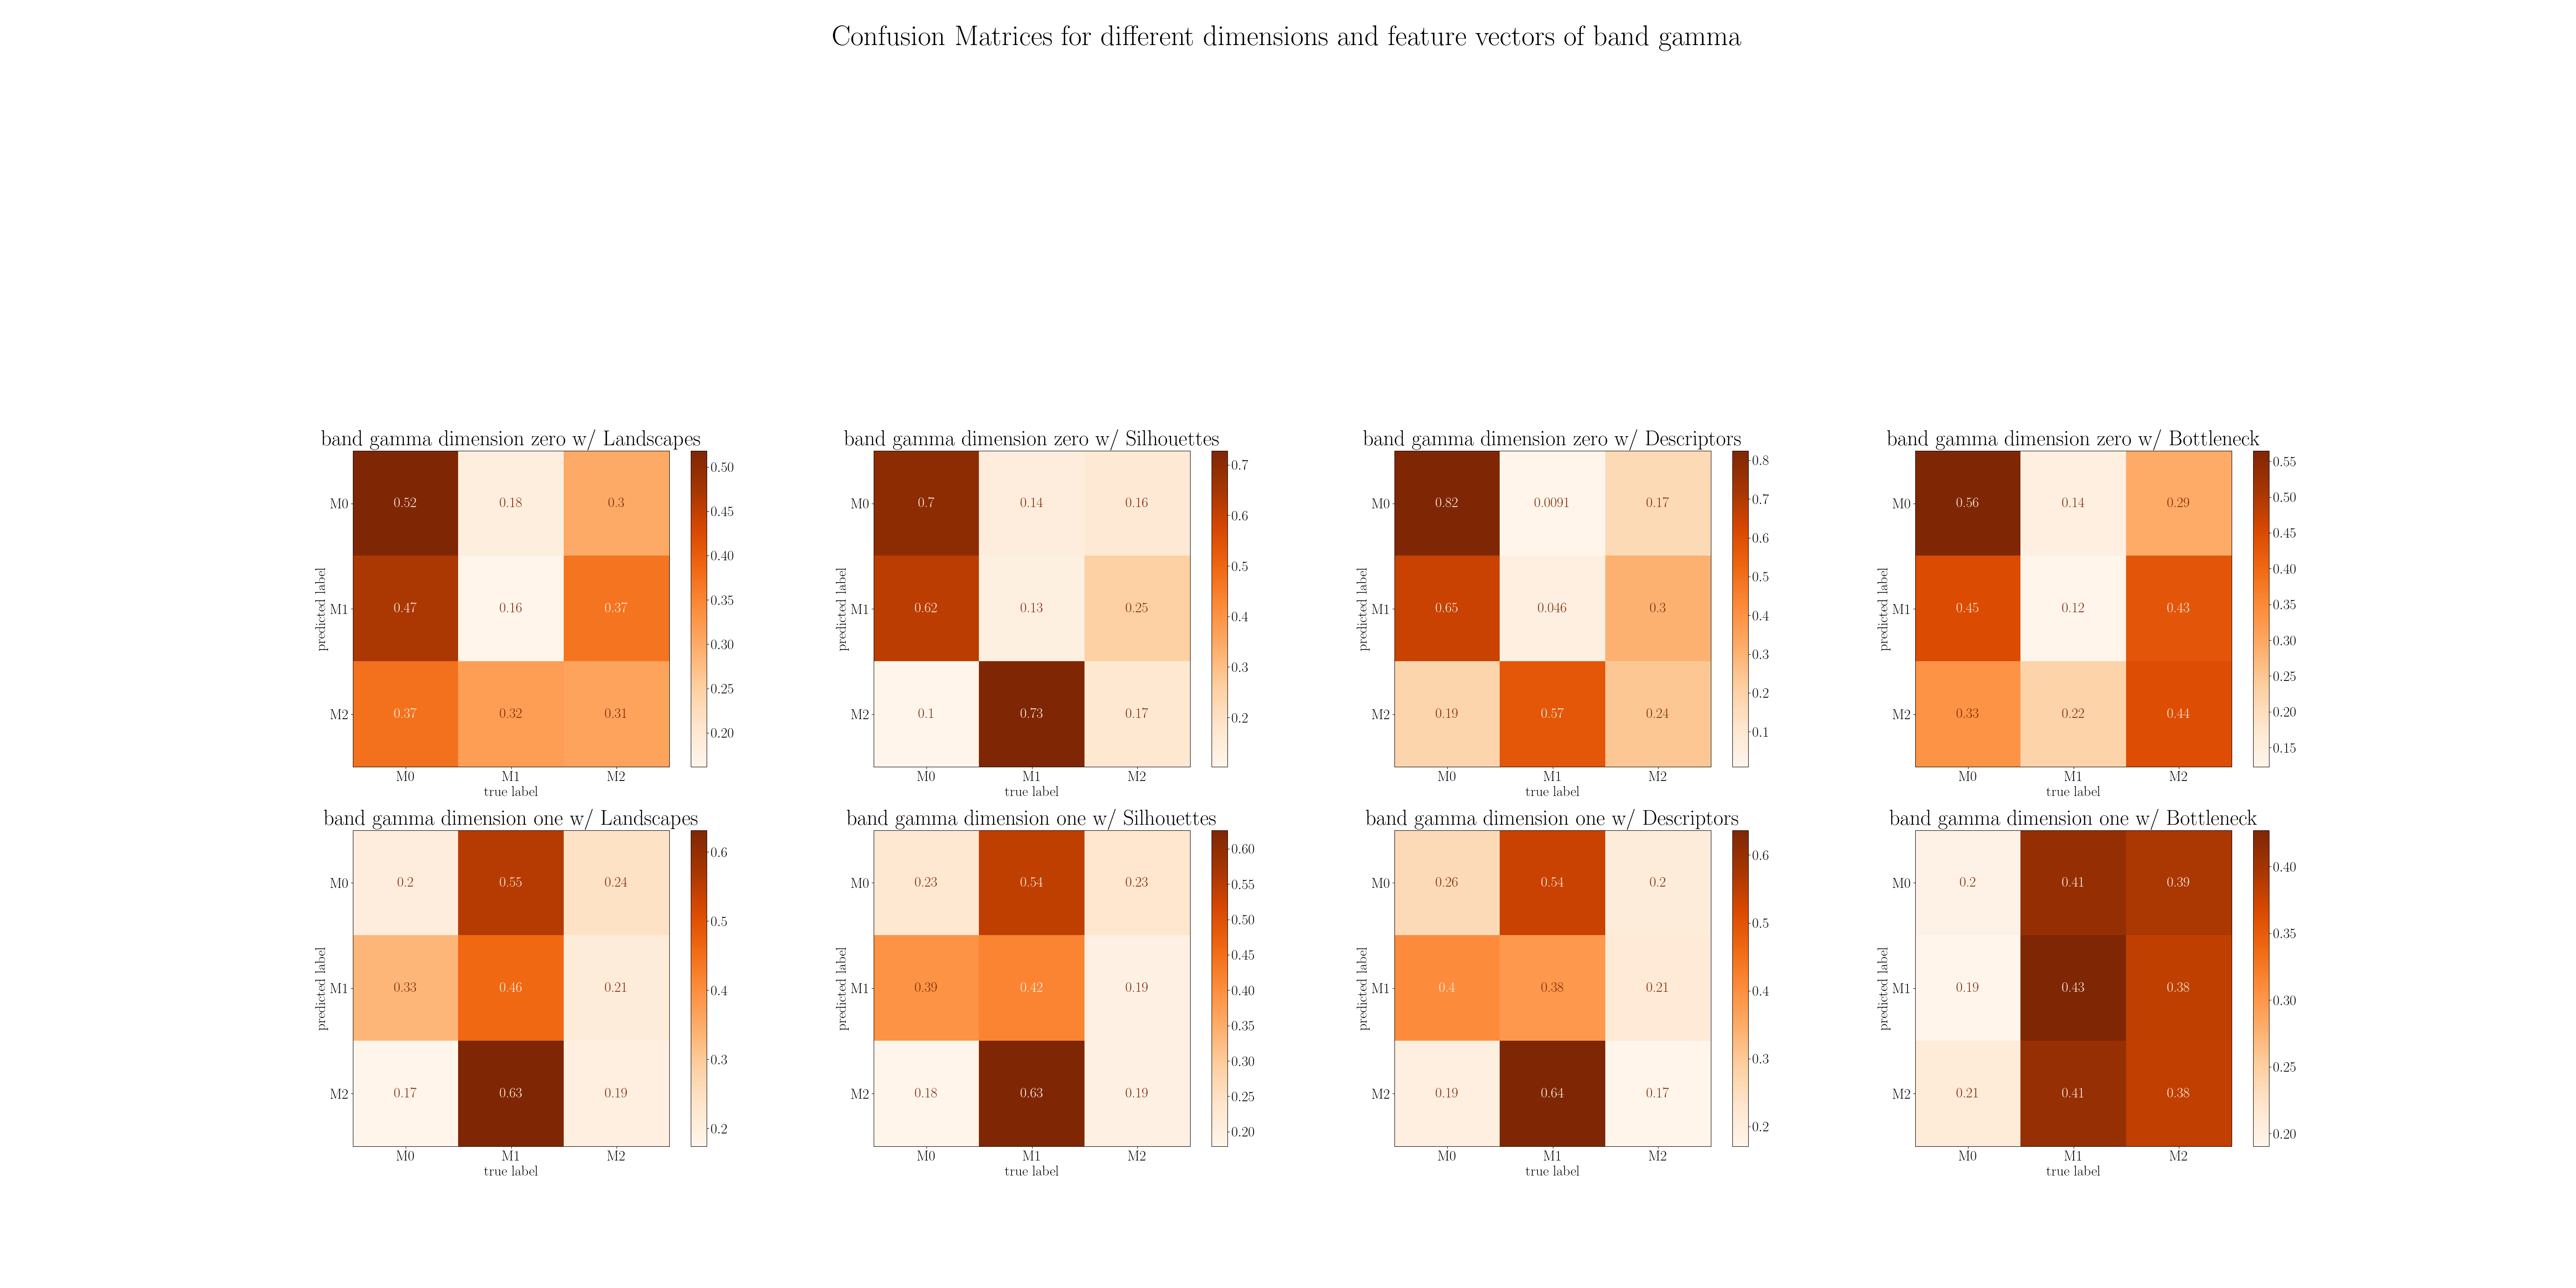 Confusion Matrices for different dimensions and feature vectors of band gamma
band gamma dimension zero w/ Landscapes
predicted label
M0
M1
M2
0.52 0.18 0.3
0.47 0.16 0.37
0.37 0.32 0.31
M0 M1 M2
true label
0.50
0.45
0.40
0.35
0.30
0.25
0.20
band gamma dimension zero w/ Silhouettes
predicted label
M0
M1
M2
0.7 0.14 0.16
0.62 0.13 0.25
0.1 0.73 0.17
M0 M1 M2
true label
0.7
0.6
0.5
0.4
0.3
0.2
band gamma dimension zero w/ Descriptors
predicted label
M0
M1
M2
0.82 0.0091 0.17
0.65 0.046 0.3
0.19 0.57 0.24
M0 M1 M2
true label
0.8
0.7
0.6
0.5
0.4
0.3
0.2
0.1
band gamma dimension zero w/ Bottleneck
predicted label
M0
M1
M2
0.56 0.14 0.29
0.45 0.12 0.43
0.33 0.22 0.44
M0 M1 M2
true label
0.55
0.50
0.45
0.40
0.35
0.30
0.25
0.20
0.15
band gamma dimension one w/ Landscapes
predicted label
M0
M1
M2
0.2 0.55 0.24
0.33 0.46 0.21
0.17 0.63 0.19
M0 M1 M2
true label
0.6
0.5
0.4
0.3
0.2
band gamma dimension one w/ Silhouettes
predicted label
M0
M1
M2
0.23 0.54 0.23
0.39 0.42 0.19
0.18 0.63 0.19
M0 M1 M2
true label
0.60
0.55
0.50
0.45
0.40
0.35
0.30
0.25
0.20
band gamma dimension one w/ Descriptors
predicted label
M0
M1
M2
0.26 0.54 0.2
0.4 0.38 0.21
0.19 0.64 0.17
M0 M1 M2
true label
0.6
0.5
0.4
0.3
0.2
band gamma dimension one w/ Bottleneck
predicted label
M0
M1
M2
0.2 0.41 0.39
0.19 0.43 0.38
0.21 0.41 0.38
M0 M1 M2
true label
0.40
0.35
0.30
0.25
0.20